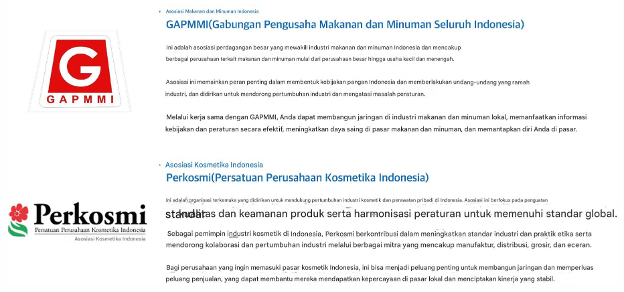 Asosiasi Makanan dan Minuman Indonesia
GAPMMI(Gabungan Pengusaha Makanan dan Minuman Seluruh Indonesia)
G
GAPMMI
Ini adalah asosiasi perdagangan besar yang mewakili industri makanan dan minuman Indonesia dan mencakup
berbagai perusahaan terkait makanan dan minuman mulai dari perusahaan besar hingga usaha kecil dan menengah.
Asosiasi ini memainkan peran penting dalam membentuk kebijakan pangan Indonesia dan memberlakukan undang-undang yang ramah
industri, dan didirikan untuk mendorong pertumbuhan industri dan mengatasi masalah peraturan.
Melalui kerja sama dengan GAPMMI, Anda dapat membangun jaringan di industri makanan dan minuman lokal, memanfaatkan informasi
kebijakan dan peraturan secara efektif, meningkatkan daya saing di pasar makanan dan minuman, dan memantapkan diri Anda di pasar.
Asosiasi Kosmetika Indonesia
Perkosmi(Persatuan Perusahaan Kosmetika Indonesia)
Perkosmi
Persatuan Perusahaan Kosmetika Indonesia
Asosiasi Kosmetika Indonesia
Ini adalah organisasi terkemuka yang didirikan untuk mendukung pertumbuhan industri kosmetik dan perawatan pribadi di Indonesia. Asosiasi ini berfokus pada penguatan
standar kualitas dan keamanan produk serta harmonisasi peraturan untuk memenuhi standar global.
Sebagai pemimpin industri kosmetik di Indonesia, Perkosmi berkontribusi dalam meningkatkan standar industri dan praktik etika serta
mendorong kolaborasi dan pertumbuhan industri melalui berbagai mitra yang mencakup manufaktur, distribusi, grosir, dan eceran.
Bagi perusahaan yang ingin memasuki pasar kosmetik Indonesia, ini bisa menjadi peluang penting untuk membangun jaringan dan memperluas
peluang penjualan, yang dapat membantu mereka mendapatkan kepercayaan di pasar lokal dan menciptakan kinerja yang stabil.